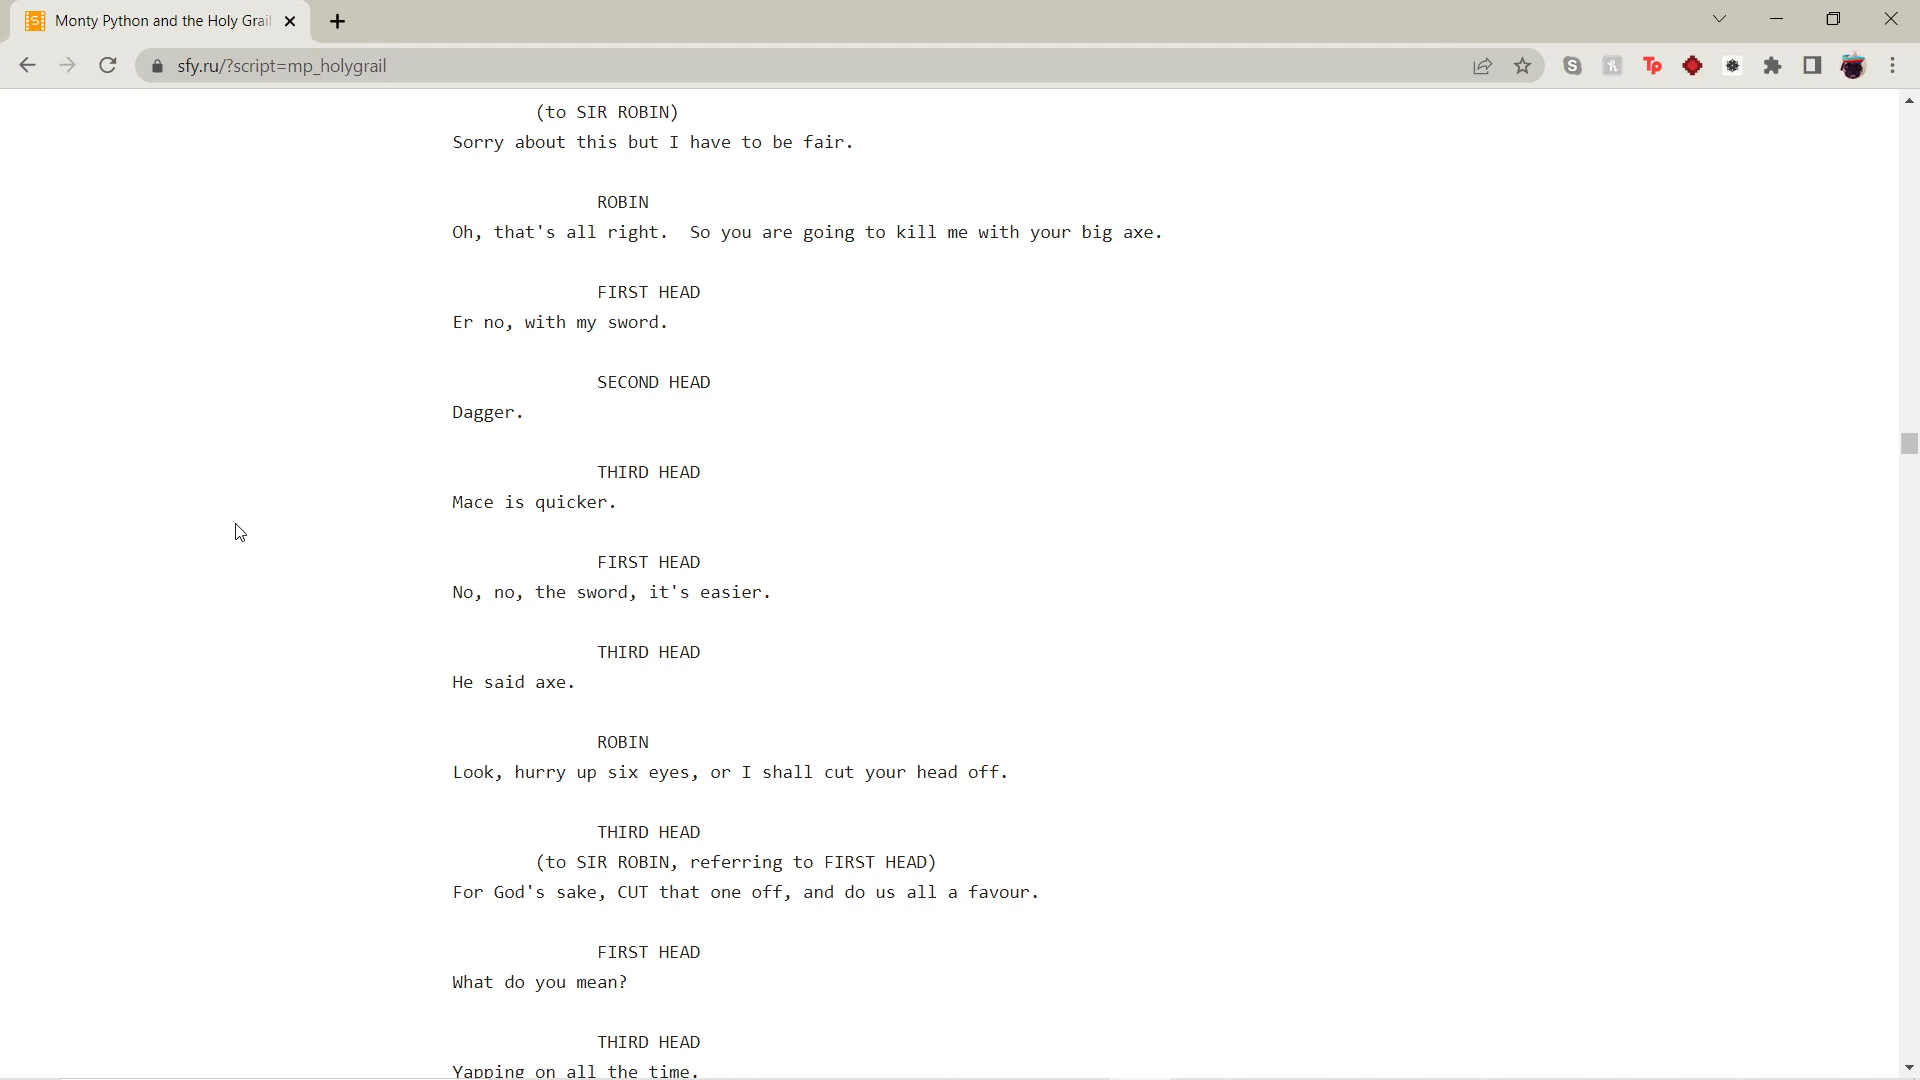 Monty Python and the Holy Grail
sfy.ru/?script=mp_holygrail
(to SIR ROBIN)
Sorry about this but I have to be fair.
ROBIN
Oh, that's all right.  So you are going to kill me with your big axe.
FIRST HEAD
Er no, with my sword.
SECOND HEAD
Dagger.
THIRD HEAD
Mace is quicker.
FIRST HEAD
No, no, the sword, it's easier.
THIRD HEAD
He said axe.
ROBIN
Look, hurry up six eyes, or I shall cut your head off.
THIRD HEAD
(to SIR ROBIN, referring to FIRST HEAD)
For God's sake, CUT that one off, and do us all a favour.
FIRST HEAD
What do you mean?
THIRD HEAD
Yapping on all the time.